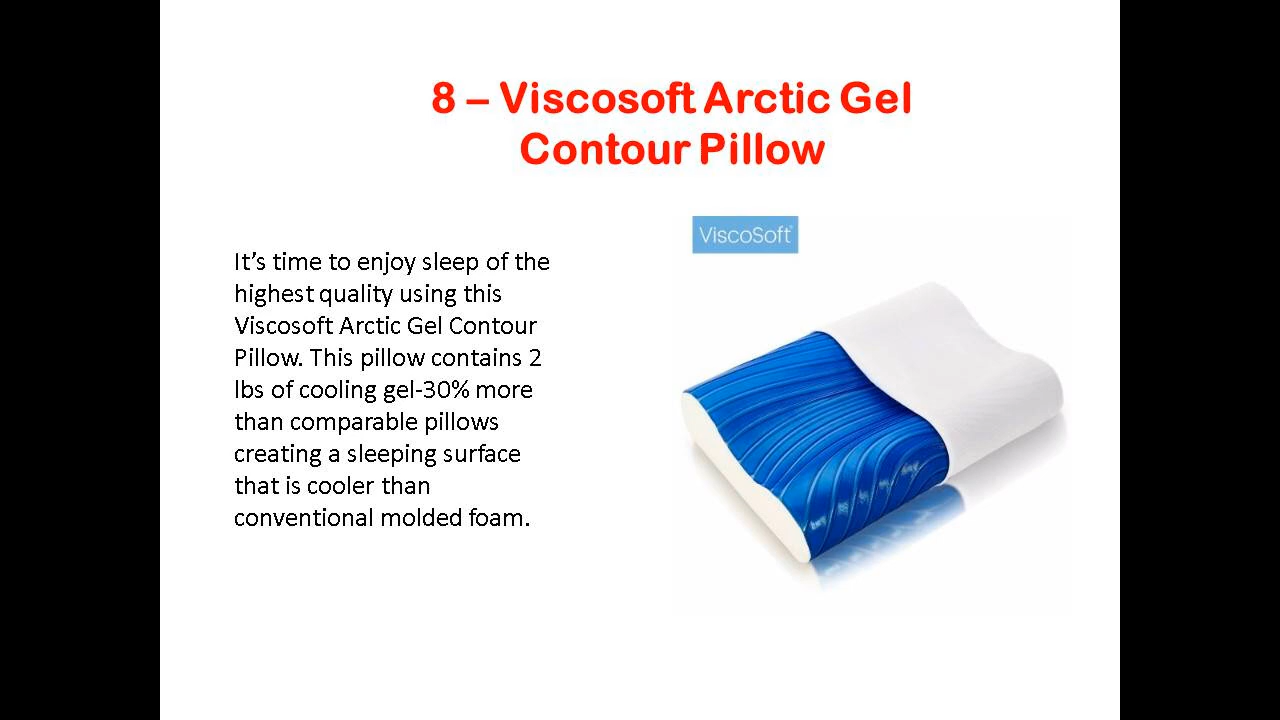 8 – Viscosoft Arctic Gel
Contour Pillow
ViscoSoft®
It’s time to enjoy sleep of the
highest quality using this
Viscosoft Arctic Gel Contour
Pillow. This pillow contains 2
lbs of cooling gel-30% more
than comparable pillows
creating a sleeping surface
that is cooler than
conventional molded foam.